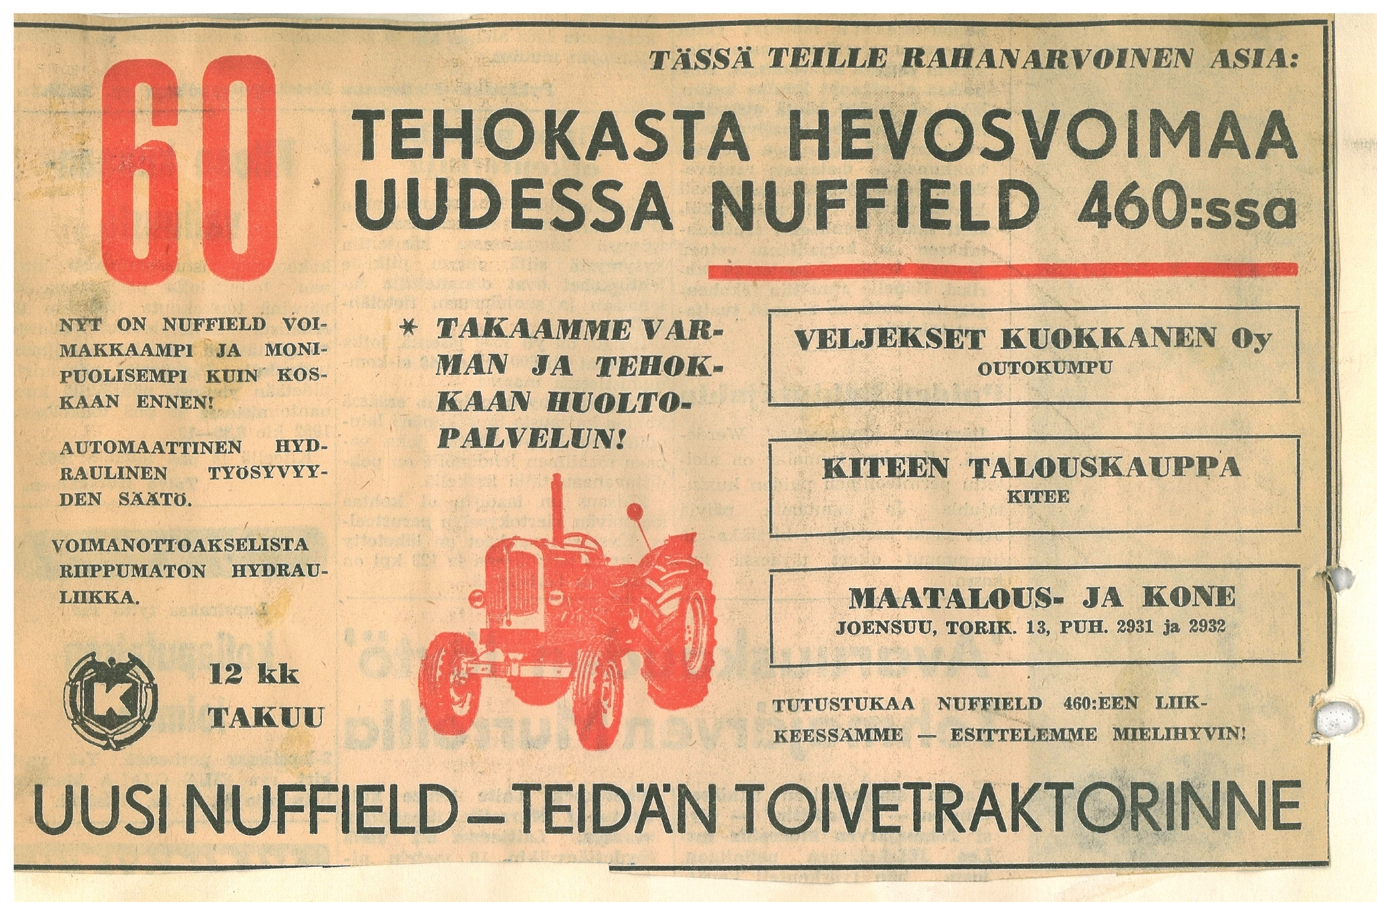 60
TÄSSÄ TEILLE RAHANARVOINEN ASIA:
TEHOKASTA HEVOSVOIMAA
UUDESSA NUFFIELD 460:ssa
NYT ON NUFFIELD VOI-
MAKKAAMPI JA MONI-
PUOLISEMPI KUIN KOS-
KAAN ENNEN!
AUTOMAATTINEN HYD-
RAULINEN TYÖSYVYY-
DEN SÄÄTÖ.
VOIMANOTTOAKSELISTA
RIIPPUMATON HYDRAU-
LIIKKA.
K
12 kk
TAKUU
* TAKAAMME VAR-
MAN JA TEHOK-
KAAN HUOLTO-
PALVELUN!
VELJEKSET KUOKKANEN Oy
OUTOKUMPU
KITEEN TALOUSKAUPPA
KITEE
MAATALOUS- JA KONE
JOENSUU, TORIK. 13, PUH. 2931 ja 2932
TUTUSTUKAA NUFFIELD 460:EEN LIIK-
KEESSÄMME — ESITTELEMME MIELIHYVIN!
UUSI NUFFIELD — TEIDÄN TOIVETRAKTORINNE